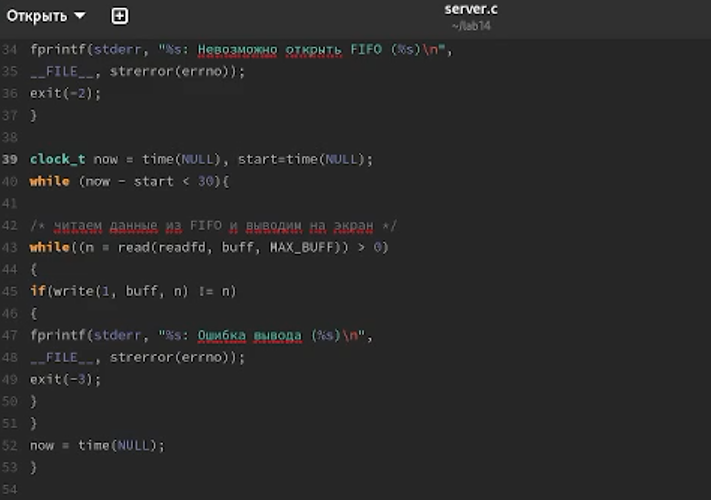 Открыть
server.c
~/lab14
34 fprintf(stderr, "%s: Невозможно открыть FIFO (%s)\n",
35 __FILE__, strerror(errno));
36 exit(-2);
37 }
38
39 clock_t now = time(NULL), start=time(NULL);
40 while (now - start < 30){
41
42 /* читаем данные из FIFO и выводим на экран */
43 while((n = read(readfd, buff, MAX_BUFF)) > 0)
44 {
45 if(write(1, buff, n) != n)
46 {
47 fprintf(stderr, "%s: Ошибка вывода (%s)\n",
48 __FILE__, strerror(errno));
49 exit(-3);
50 }
51 }
52 now = time(NULL);
53 }
54